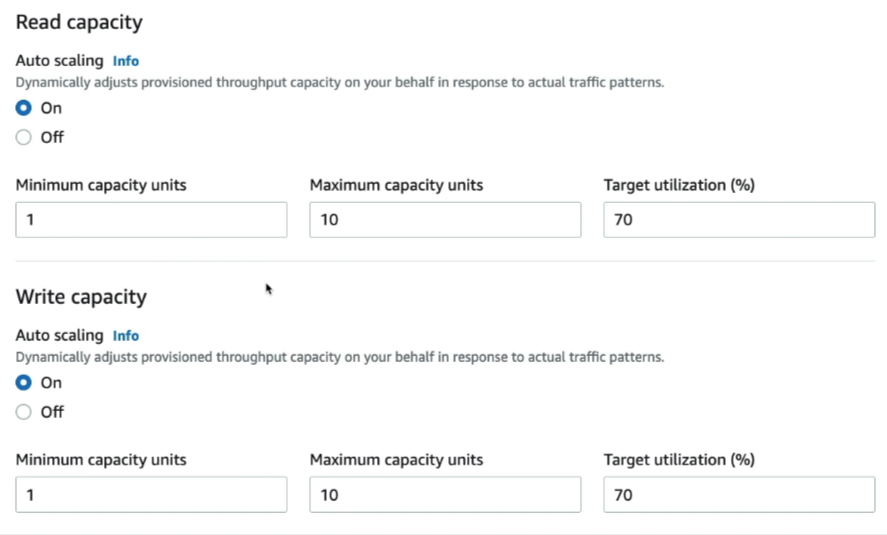 Read capacity
Auto scaling Info
Dynamically adjusts provisioned throughput capacity on your behalf in response to actual traffic patterns.
On
Off
Minimum capacity units Maximum capacity units Target utilization (%)
1 10 70
Write capacity
Auto scaling Info
Dynamically adjusts provisioned throughput capacity on your behalf in response to actual traffic patterns.
On
Off
Minimum capacity units Maximum capacity units Target utilization (%)
1 10 70